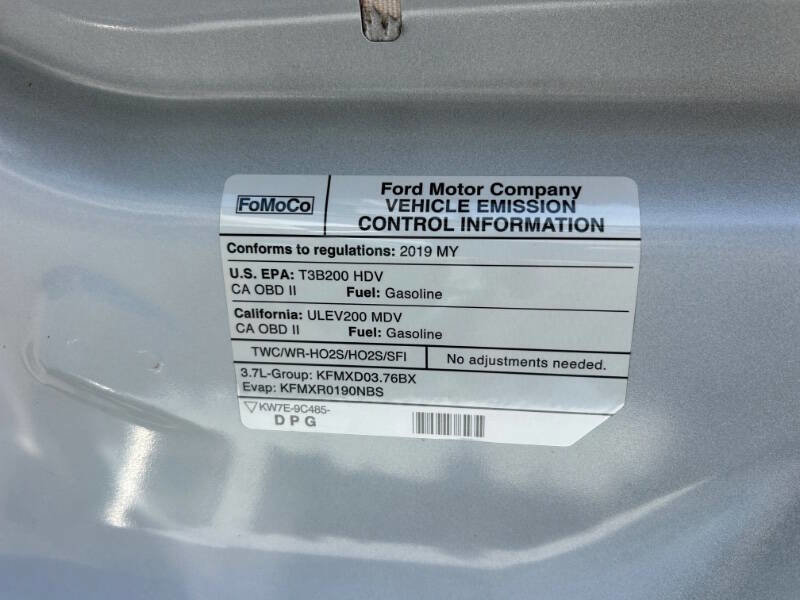 FoMoCo
Ford Motor Company
VEHICLE EMISSION
CONTROL INFORMATION
Conforms to regulations: 2019 MY
U.S. EPA: T3B200 HDV
CA OBD II Fuel: Gasoline
California: ULEV200 MDV
CA OBD II Fuel: Gasoline
TWC/WR-HO2S/HO2S/SFI
No adjustments needed.
3.7L-Group: KFMXD03.76BX
Evap: KFMXR0190NBS
KW7E-9C485-
D P G